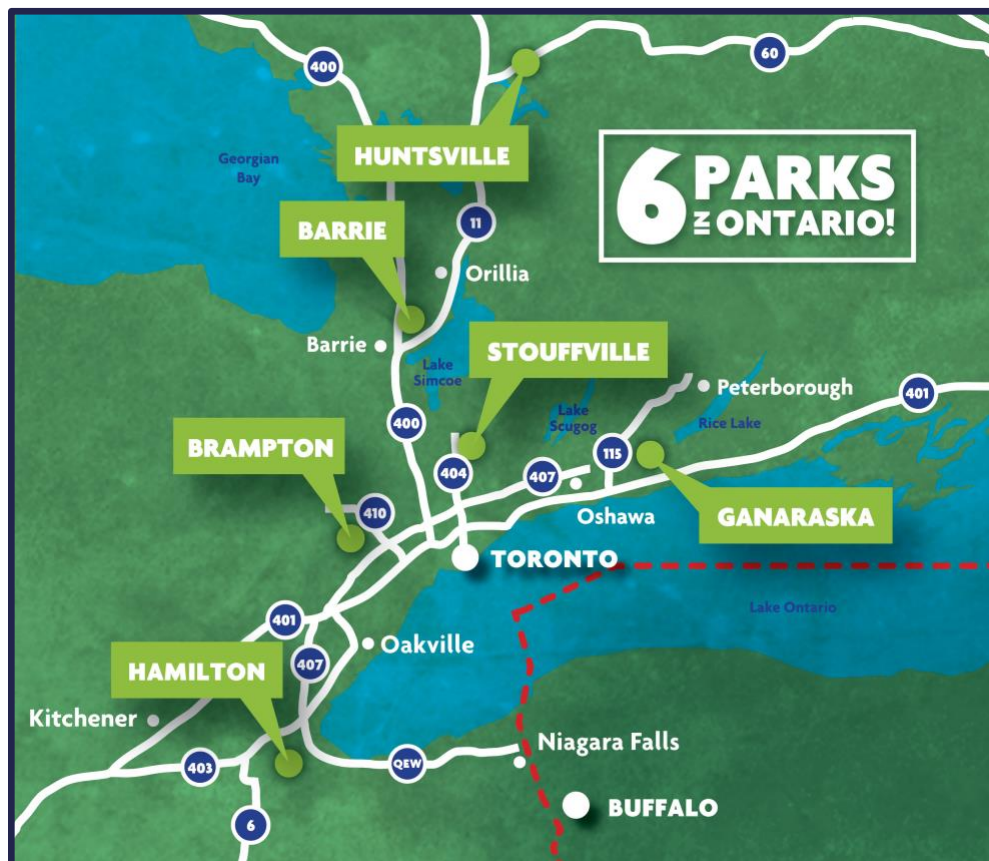 400
60
HUNTSVILLE
Georgian
Bay
6 PARKS
IN ONTARIO!
BARRIE
11
Orillia
Barrie
STOUFFVILLE
Lake
Simcoe
Peterborough
401
400
Lake
Scugog
Rice Lake
BRAMPTON
404
407
115
410
Oshawa
GANARASKA
TORONTO
Lake Ontario
401
Oakville
407
HAMILTON
Kitchener
403
QEW
Niagara Falls
6
BUFFALO